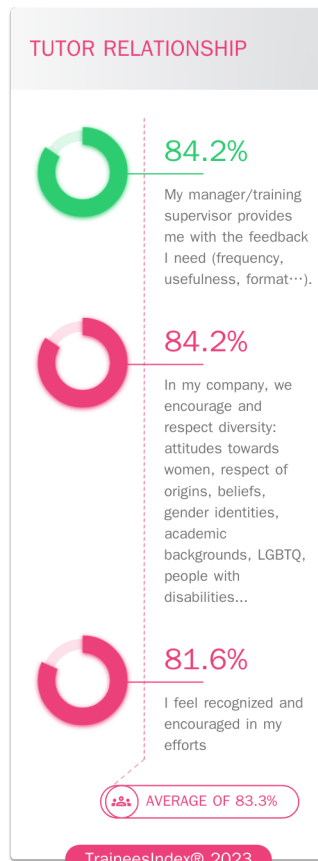 TUTOR RELATIONSHIP
84.2%
My manager/training
supervisor provides
me with the feedback
I need (frequency,
usefulness, format⋯).
84.2%
In my company, we
encourage and
respect diversity:
attitudes towards
women, respect of
origins, beliefs,
gender identities,
academic
backgrounds, LGBTQ,
people with
disabilities...
81.6%
I feel recognized and
encouraged in my
efforts
AVERAGE OF 83.3%
TraineesIndex® 2023